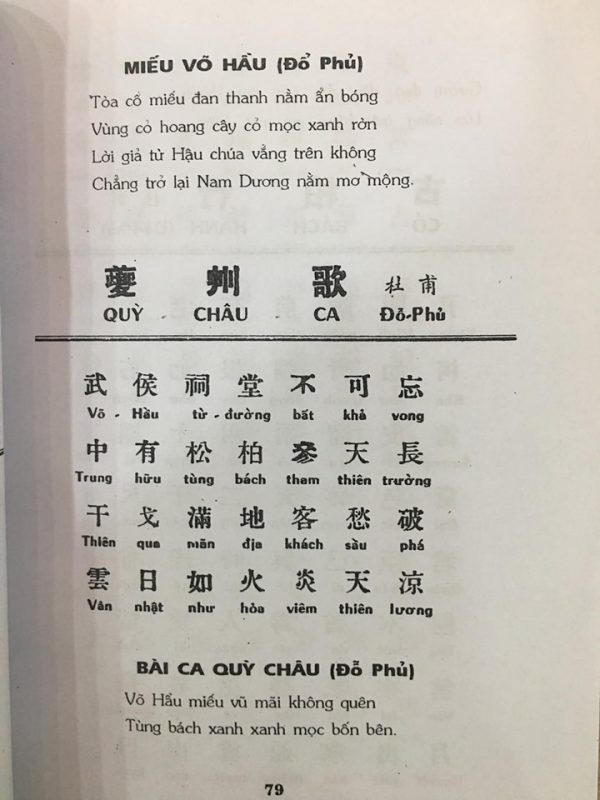 MIẾU VÕ HẦU (Đổ Phủ)
Tòa cổ miếu đan thanh nằm ẩn bóng
Vùng cỏ hoang cây cỏ mọc xanh rờn
Lời giả từ Hậu chúa vẳng trên không
Chẳng trở lại Nam Dương nằm mơ mộng.
夔 州 歌 杜 甫
QUỲ CHÂU CA Đỗ-Phủ
武 侯 祠 堂 不 可 忘
Võ - Hầu từ - đường bất khả vong
中 有 松 柏 參 天 長
Trung hữu tùng bách tham thiên trường
干 戈 滿 地 客 愁 破
Thiên qua mãn địa khách sầu phá
雲 日 如 火 炎 天 涼
Vân nhật như hỏa viêm thiên lương
BÀI CA QUỲ CHÂU (Đỗ Phủ)
Võ Hẩu miếu vũ mãi không quên
Tùng bách xanh xanh mọc bốn bên.
79